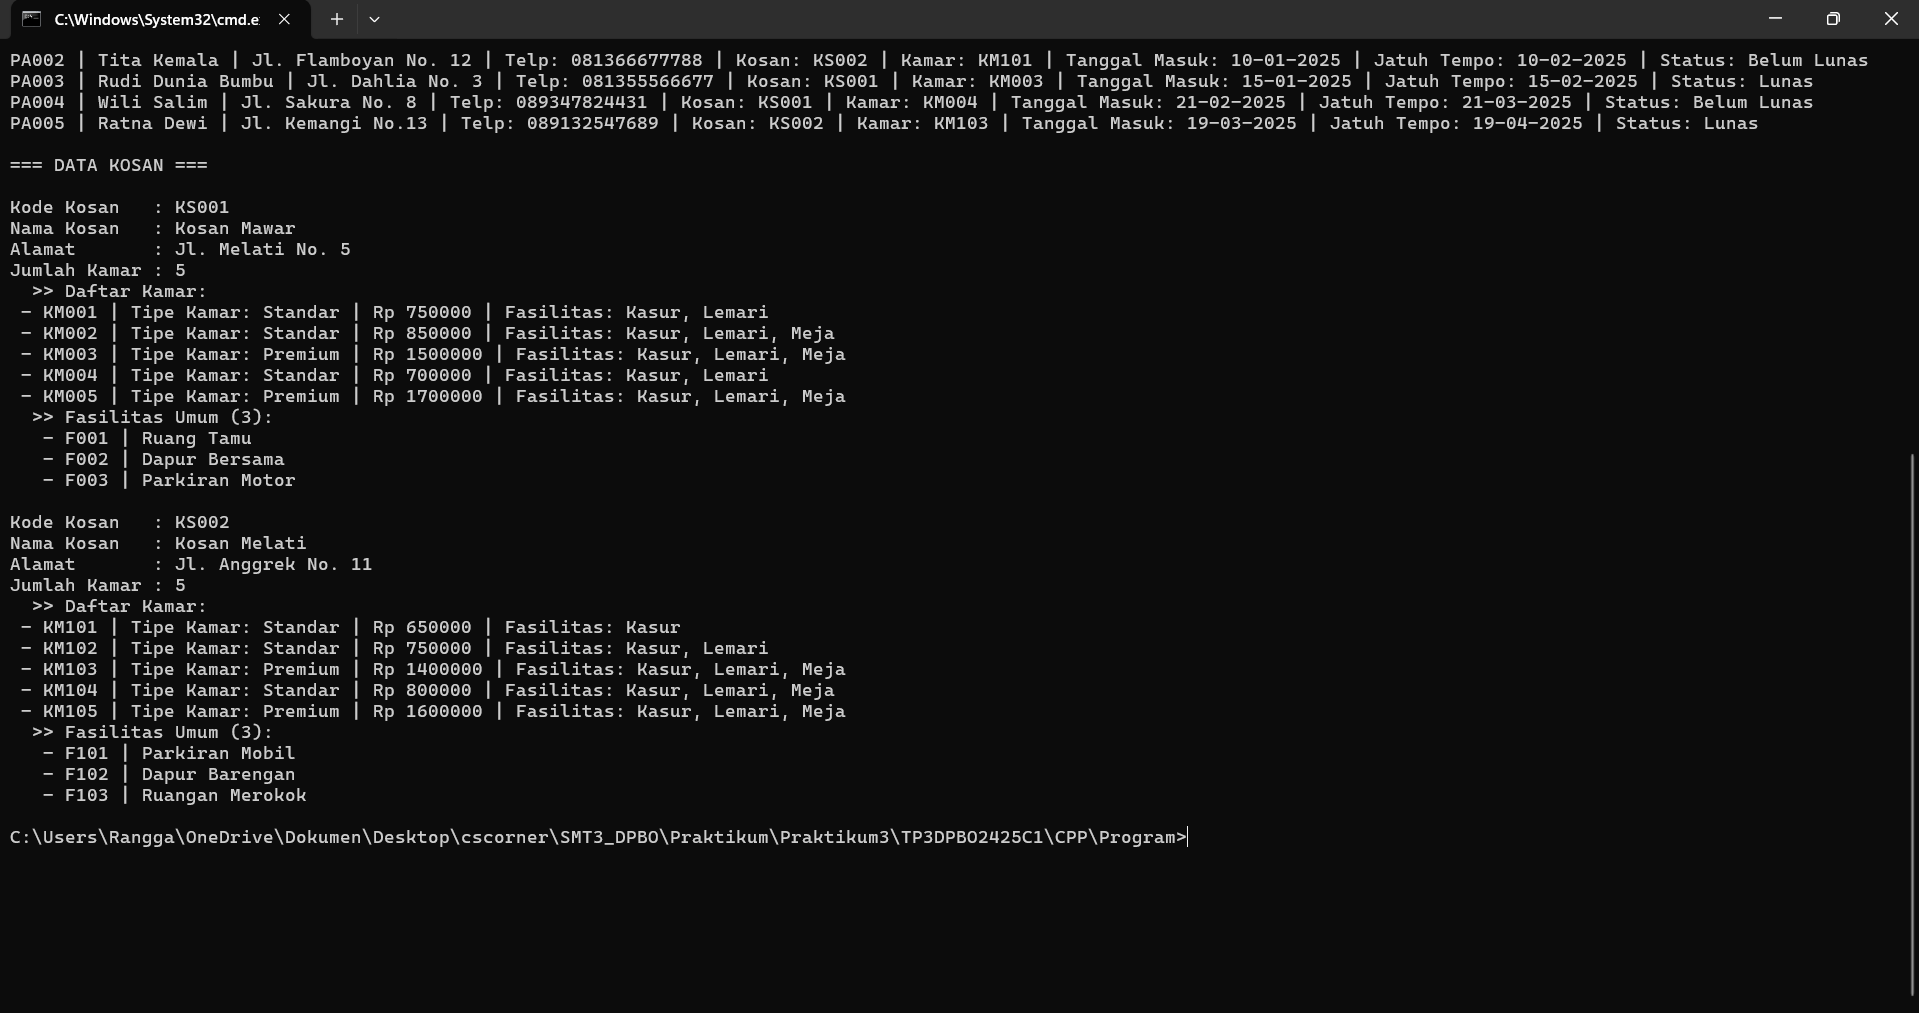 C:\Windows\System32\cmd.e
PA002 | Tita Kemala | Jl. Flamboyan No. 12 | Telp: 081366677788 | Kosan: KS002 | Kamar: KM101 | Tanggal Masuk: 10-01-2025 | Jatuh Tempo: 10-02-2025 | Status: Belum Lunas
PA003 | Rudi Dunia Bumbu | Jl. Dahlia No. 3 | Telp: 081355566677 | Kosan: KS001 | Kamar: KM003 | Tanggal Masuk: 15-01-2025 | Jatuh Tempo: 15-02-2025 | Status: Lunas
PA004 | Wili Salim | Jl. Sakura No. 8 | Telp: 089347824431 | Kosan: KS001 | Kamar: KM004 | Tanggal Masuk: 21-02-2025 | Jatuh Tempo: 21-03-2025 | Status: Belum Lunas
PA005 | Ratna Dewi | Jl. Kemangi No.13 | Telp: 089132547689 | Kosan: KS002 | Kamar: KM103 | Tanggal Masuk: 19-03-2025 | Jatuh Tempo: 19-04-2025 | Status: Lunas
=== DATA KOSAN ===
Kode Kosan   : KS001
Nama Kosan   : Kosan Mawar
Alamat       : Jl. Melati No. 5
Jumlah Kamar : 5
  >> Daftar Kamar:
 - KM001 | Tipe Kamar: Standar | Rp 750000 | Fasilitas: Kasur, Lemari
 - KM002 | Tipe Kamar: Standar | Rp 850000 | Fasilitas: Kasur, Lemari, Meja
 - KM003 | Tipe Kamar: Premium | Rp 1500000 | Fasilitas: Kasur, Lemari, Meja
 - KM004 | Tipe Kamar: Standar | Rp 700000 | Fasilitas: Kasur, Lemari
 - KM005 | Tipe Kamar: Premium | Rp 1700000 | Fasilitas: Kasur, Lemari, Meja
  >> Fasilitas Umum (3):
   - F001 | Ruang Tamu
   - F002 | Dapur Bersama
   - F003 | Parkiran Motor
Kode Kosan   : KS002
Nama Kosan   : Kosan Melati
Alamat       : Jl. Anggrek No. 11
Jumlah Kamar : 5
  >> Daftar Kamar:
 - KM101 | Tipe Kamar: Standar | Rp 650000 | Fasilitas: Kasur
 - KM102 | Tipe Kamar: Standar | Rp 750000 | Fasilitas: Kasur, Lemari
 - KM103 | Tipe Kamar: Premium | Rp 1400000 | Fasilitas: Kasur, Lemari, Meja
 - KM104 | Tipe Kamar: Standar | Rp 800000 | Fasilitas: Kasur, Lemari, Meja
 - KM105 | Tipe Kamar: Premium | Rp 1600000 | Fasilitas: Kasur, Lemari, Meja
  >> Fasilitas Umum (3):
   - F101 | Parkiran Mobil
   - F102 | Dapur Barengan
   - F103 | Ruangan Merokok
C:\Users\Rangga\OneDrive\Dokumen\Desktop\cscorner\SMT3_DPBO\Praktikum\Praktikum3\TP3DPBO2425C1\CPP\Program>